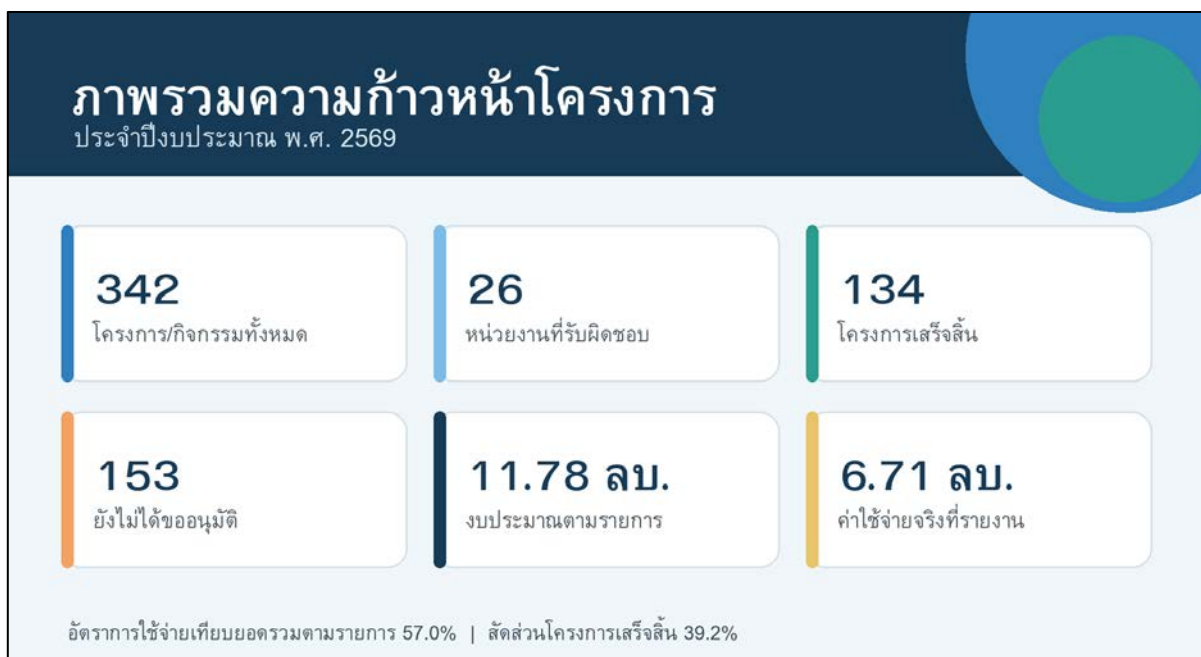 ภาพรวมความก้าวหน้าโครงการ
ประจำปีงบประมาณ พ.ศ. 2569
342
โครงการ/กิจกรรมทั้งหมด
26
หน่วยงานที่รับผิดชอบ
134
โครงการเสร็จสิ้น
153
ยังไม่ได้ขออนุมัติ
11.78 ลบ.
งบประมาณตามรายการ
6.71 ลบ.
ค่าใช้จ่ายจริงที่รายงาน
อัตราการใช้จ่ายเทียบยอดรวมตามรายการ 57.0% | สัดส่วนโครงการเสร็จสิ้น 39.2%